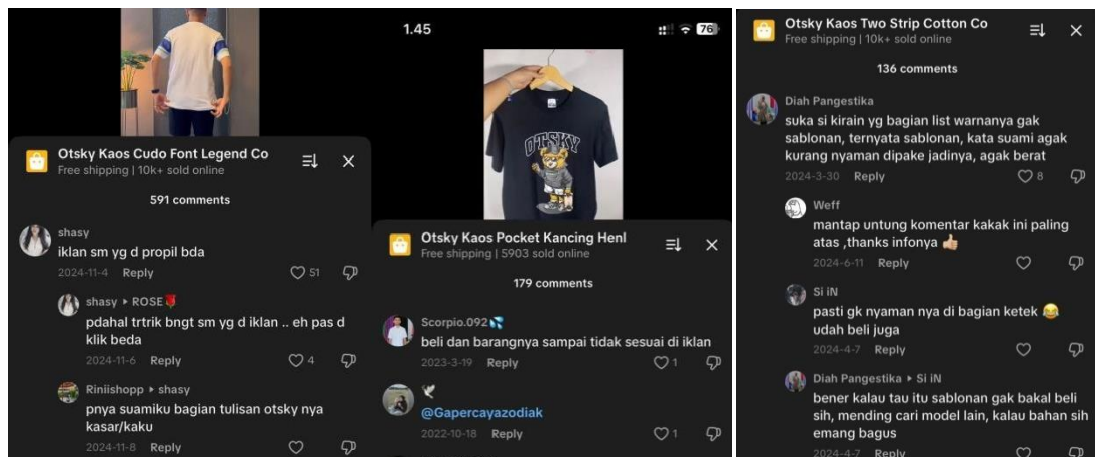 Otsky Kaos Cudo Font Legend Co
Free shipping | 10k+ sold online
591 comments
shasy
iklan sm yg d propil bda
2024-11-4 Reply 51
shasy ▸ ROSE🌹
pdahal trtrik bngt sm yg d iklan .. eh pas d
klik beda
2024-11-6 Reply 4
Riniishopp ▸ shasy
pnya suamiku bagian tulisan otsky nya
kasar/kaku
2024-11-8 Reply
1.45
76
OTSKY
Otsky Kaos Pocket Kancing Henl
Free shipping | 5903 sold online
179 comments
Scorpio.092💦
beli dan barangnya sampai tidak sesuai di iklan
2023-3-19 Reply 1
🕊
@Gapercayazodiak
2022-10-18 Reply 1
Otsky Kaos Two Strip Cotton Co
Free shipping | 10k+ sold online
136 comments
Diah Pangestika
suka si kirain yg bagian list warnanya gak
sablonan, ternyata sablonan, kata suami agak
kurang nyaman dipake jadinya, agak berat
2024-3-30 Reply 8
Weff
mantap untung komentar kakak ini paling
atas ,thanks infonya 👍🏼
2024-6-11 Reply
Si iN
pasti gk nyaman nya di bagian ketek 😂
udah beli juga
2024-4-7 Reply
Diah Pangestika ▸ Si iN
bener kalau tau itu sablonan gak bakal beli
sih, mending cari model lain, kalau bahan sih
emang bagus
2024-4-7 Reply